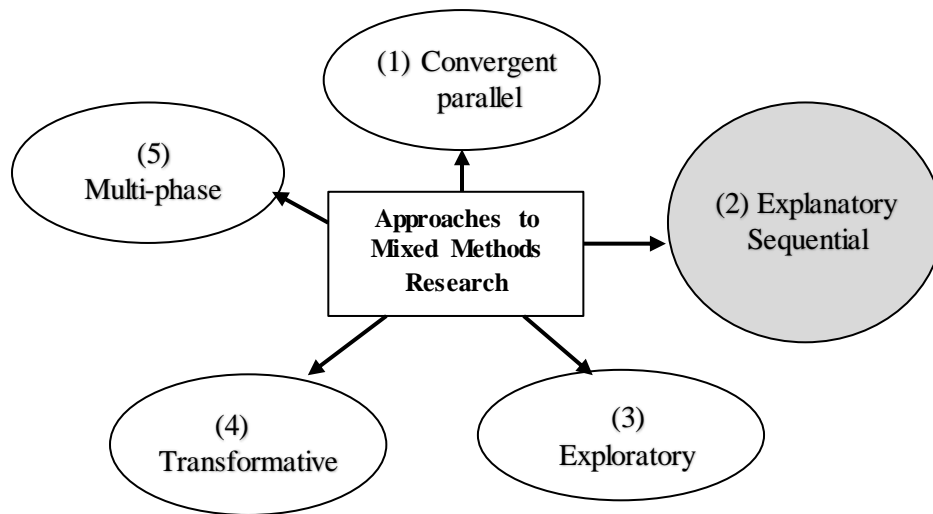 (1) Convergent
parallel
(5)
Multi-phase
(2) Explanatory
Sequential
Approaches to
Mixed Methods
Research
(4)
Transformative
(3)
Exploratory